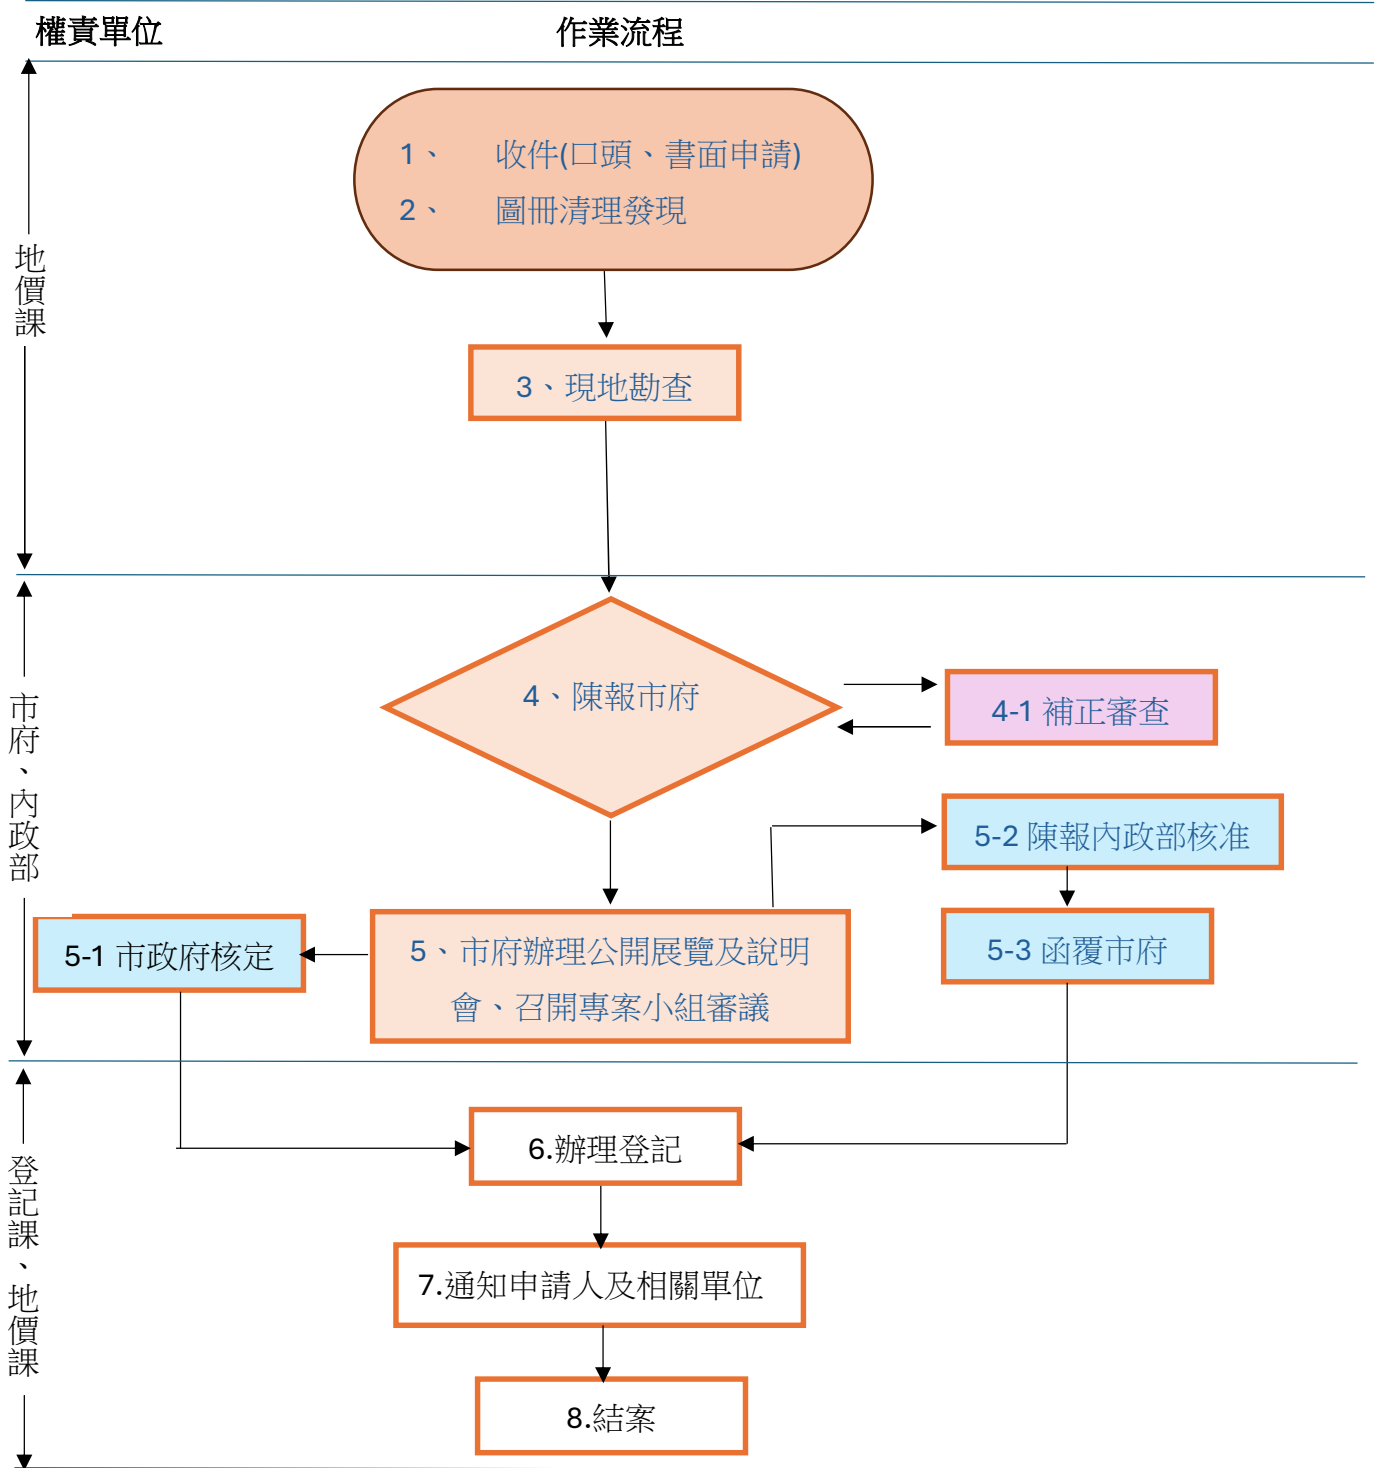 權責單位
作業流程
1、 收件(口頭、書面申請)
2、 圖冊清理發現
地價課
3、現地勘查
4、陳報市府
4-1 補正審查
市府、內政部
5-2 陳報內政部核准
5-1 市政府核定
5、市府辦理公開展覽及說明
會、召開專案小組審議
5-3 函覆市府
6.辦理登記
登記課、地價課
7.通知申請人及相關單位
8.結案